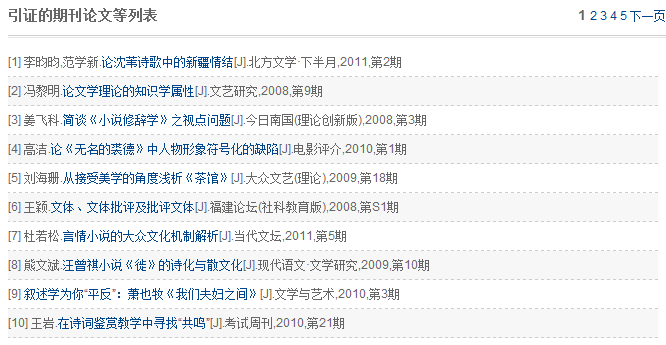 引证的期刊论文等列表
1 2 3 4 5 下一页
[1] 李昀昀,范学新.论沈苇诗歌中的新疆情结[J].北方文学·下半月,2011,第2期
[2] 冯黎明.论文学理论的知识学属性[J].文艺研究,2008,第9期
[3] 姜飞科.简谈《小说修辞学》之视点问题[J].今日南国(理论创新版),2008,第3期
[4] 高洁.论《无名的裘德》中人物形象符号化的缺陷[J].电影评介,2010,第1期
[5] 刘海珊.从接受美学的角度浅析《茶馆》[J].大众文艺(理论),2009,第18期
[6] 王颖.文体、文体批评及批评文体[J].福建论坛(社科教育版),2008,第S1期
[7] 杜若松.言情小说的大众文化机制解析[J].当代文坛,2011,第5期
[8] 熊文斌.汪曾祺小说《徙》的诗化与散文化[J].现代语文·文学研究,2009,第10期
[9] 叙述学为你“平反”：萧也牧《我们夫妇之间》[J].文学与艺术,2010,第3期
[10] 王岩.在诗词鉴赏教学中寻找“共鸣”[J].考试周刊,2010,第21期